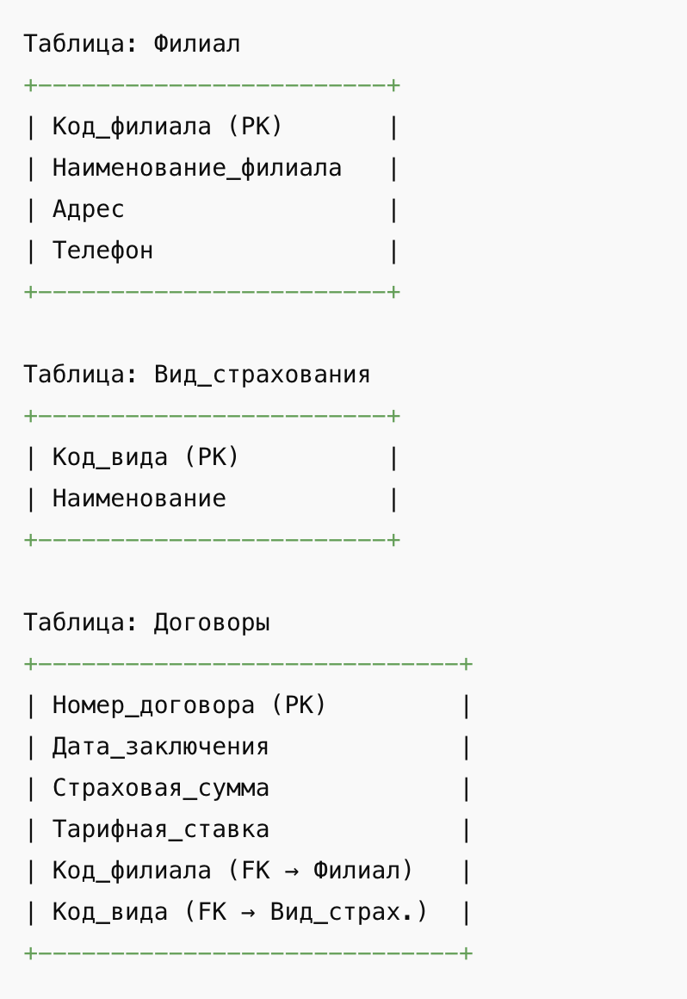 Таблица: Филиал
+------------------------+
| Код_филиала (PK)       |
| Наименование_филиала   |
| Адрес                  |
| Телефон                |
+------------------------+
Таблица: Вид_страхования
+------------------------+
| Код_вида (PK)          |
| Наименование           |
+------------------------+
Таблица: Договоры
+-----------------------------+
| Номер_договора (PK)         |
| Дата_заключения             |
| Страховая_сумма             |
| Тарифная_ставка             |
| Код_филиала (FK → Филиал)   |
| Код_вида (FK → Вид_страх.)  |
+-----------------------------+